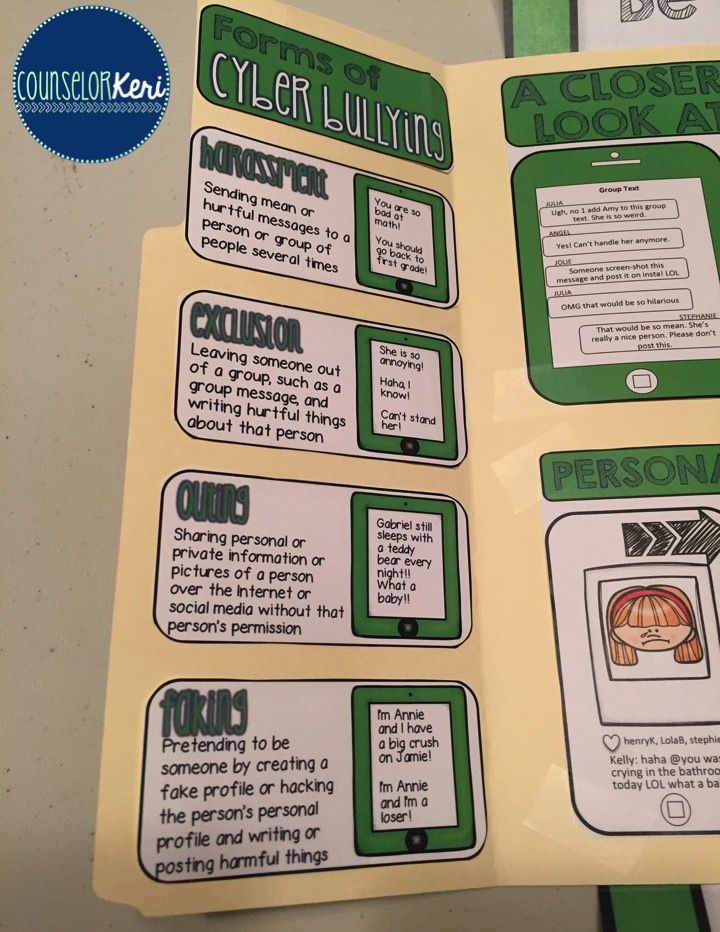 COUNSELORKeri
Forms of
CYBER BULLYING
harassment
Sending mean or
hurtful messages to a
person or group of
people several times
You are so
bad at
math!
You should
go back to
first grade!
exclusion
Leaving someone out
of a group, such as a
group message, and
writing hurtful things
about that person
She is so
annoying!
Haha, I
know!
Can't stand
her!
outing
Sharing personal or
private information or
pictures of a person
over the Internet or
social media without that
person's permission
Gabriel still
sleeps with
a teddy
bear every
night!!
What a
baby!!
faking
Pretending to be
someone by creating a
fake profile or hacking
the person's personal
profile and writing or
posting harmful things
I'm Annie
and I have
a big crush
on Jamie!
I'm Annie
and I'm a
loser!
Be
A CLOSER
LOOK AT
Group Text
JULIA
Ugh, no 1 add Amy to this group
text. She is so weird.
ANGEL
Yes! Can't handle her anymore.
JOLIE
Someone screen-shot this
message and post it on insta! LOL
JULIA
OMG that would be so hilarious
STEPHANIE
That would be so mean. She's
really a nice person. Please don't
post this.
PERSONA
henryK, LolaB, stephie
Kelly: haha @you was
crying in the bathroo
today LOL what a ba